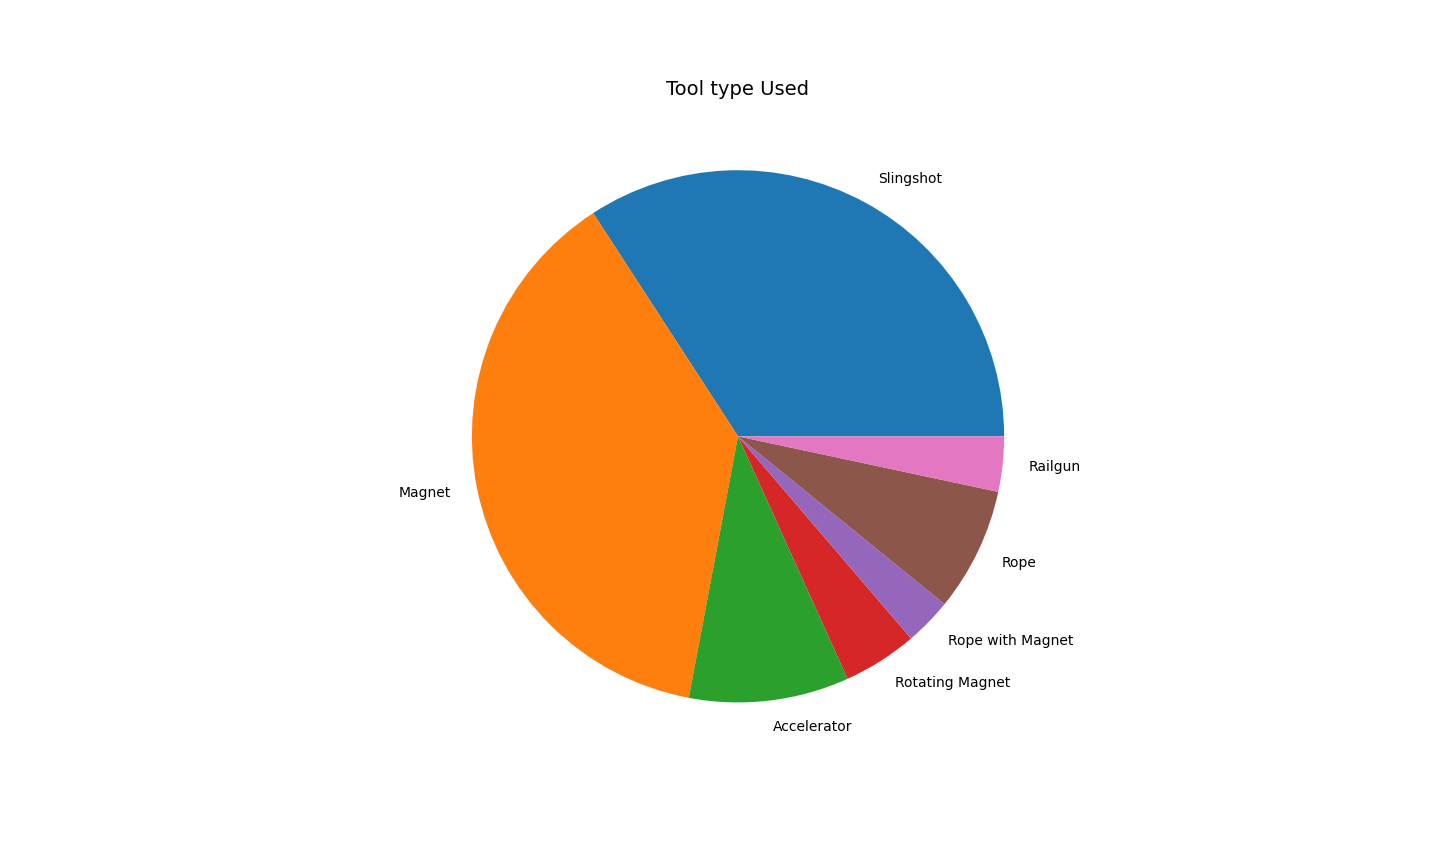 Tool type Used
Slingshot
Magnet
Railgun
Rope
Rope with Magnet
Rotating Magnet
Accelerator